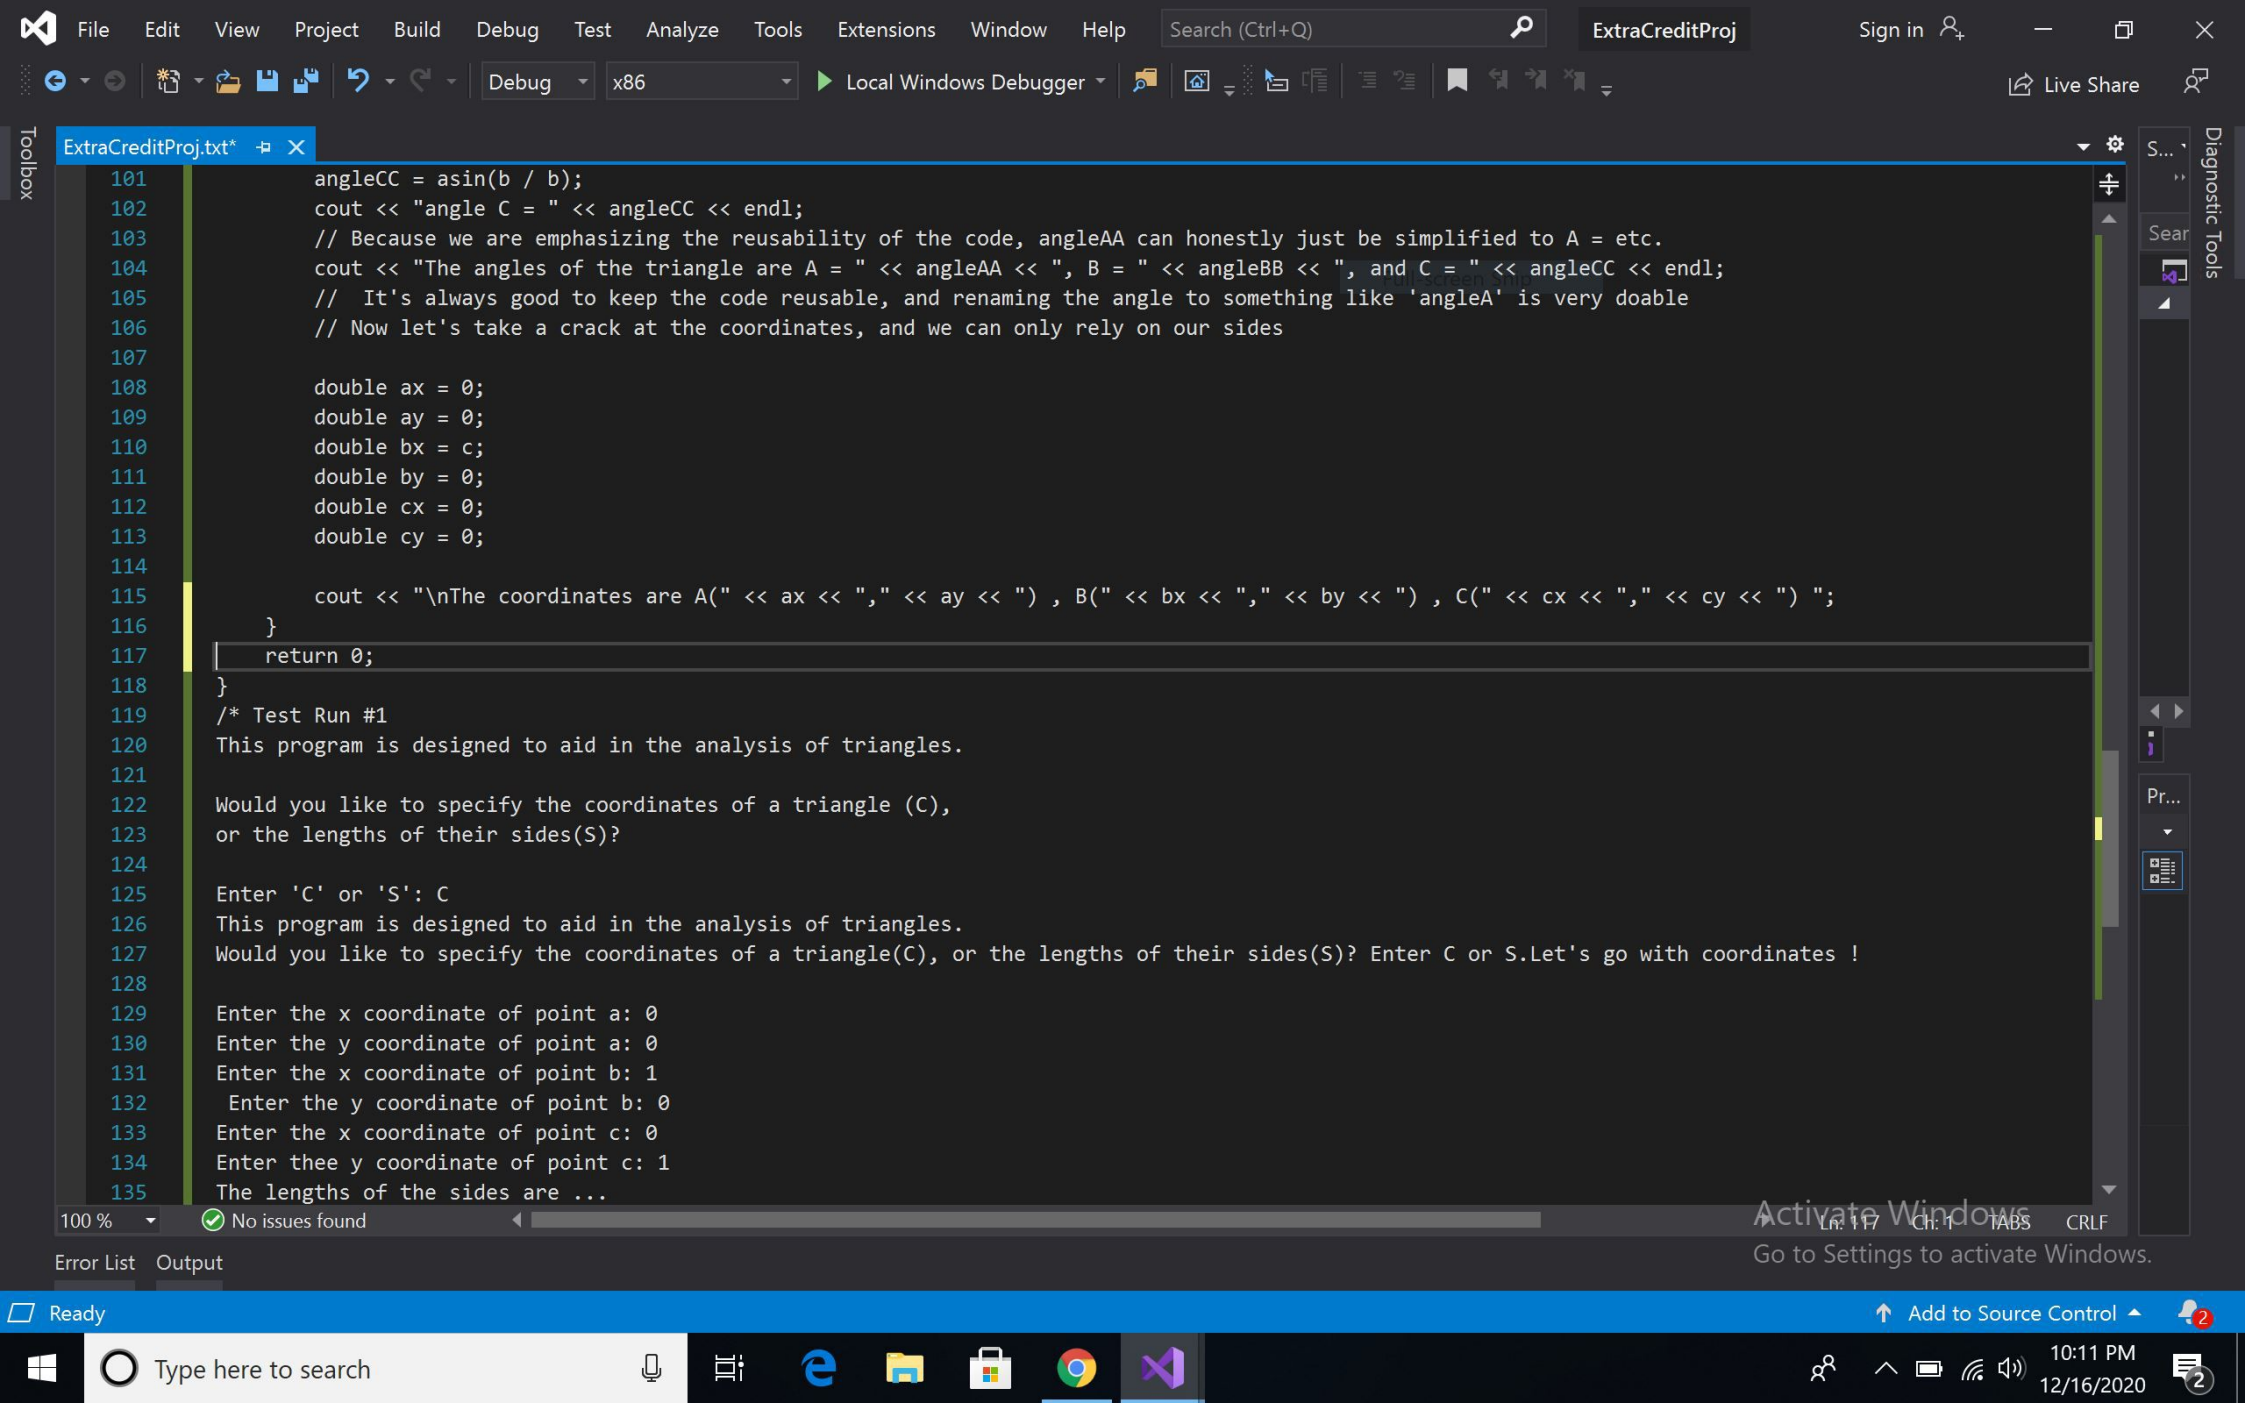 File Edit View Project Build Debug Test Analyze Tools Extensions Window Help Search (Ctrl+Q) ExtraCreditProj Sign in
Debug x86 Local Windows Debugger Live Share
Toolbox
ExtraCreditProj.txt*
S...
Diagnostic Tools
Sear
101 angleCC = asin(b / b);
102 cout << "angle C = " << angleCC << endl;
103 // Because we are emphasizing the reusability of the code, angleAA can honestly just be simplified to A = etc.
104 cout << "The angles of the triangle are A = " << angleAA << ", B = " << angleBB << ", and C = " << angleCC << endl;
Full-screen Snip
105 //  It's always good to keep the code reusable, and renaming the angle to something like 'angleA' is very doable
106 // Now let's take a crack at the coordinates, and we can only rely on our sides
107
108 double ax = 0;
109 double ay = 0;
110 double bx = c;
111 double by = 0;
112 double cx = 0;
113 double cy = 0;
114
115 cout << "\nThe coordinates are A(" << ax << "," << ay << ") , B(" << bx << "," << by << ") , C(" << cx << "," << cy << ") ";
116 }
117 return 0;
118 }
119 /* Test Run #1
120 This program is designed to aid in the analysis of triangles.
121
122 Would you like to specify the coordinates of a triangle (C),
123 or the lengths of their sides(S)?
124
125 Enter 'C' or 'S': C
126 This program is designed to aid in the analysis of triangles.
127 Would you like to specify the coordinates of a triangle(C), or the lengths of their sides(S)? Enter C or S.Let's go with coordinates !
128
129 Enter the x coordinate of point a: 0
130 Enter the y coordinate of point a: 0
131 Enter the x coordinate of point b: 1
132  Enter the y coordinate of point b: 0
133 Enter the x coordinate of point c: 0
134 Enter thee y coordinate of point c: 1
135 The lengths of the sides are ...
Pr...
100 % No issues found Ln: 117 Ch: 1 TABS CRLF
Activate Windows
Go to Settings to activate Windows.
Error List Output
Ready Add to Source Control 2
Type here to search
10:11 PM
12/16/2020
2